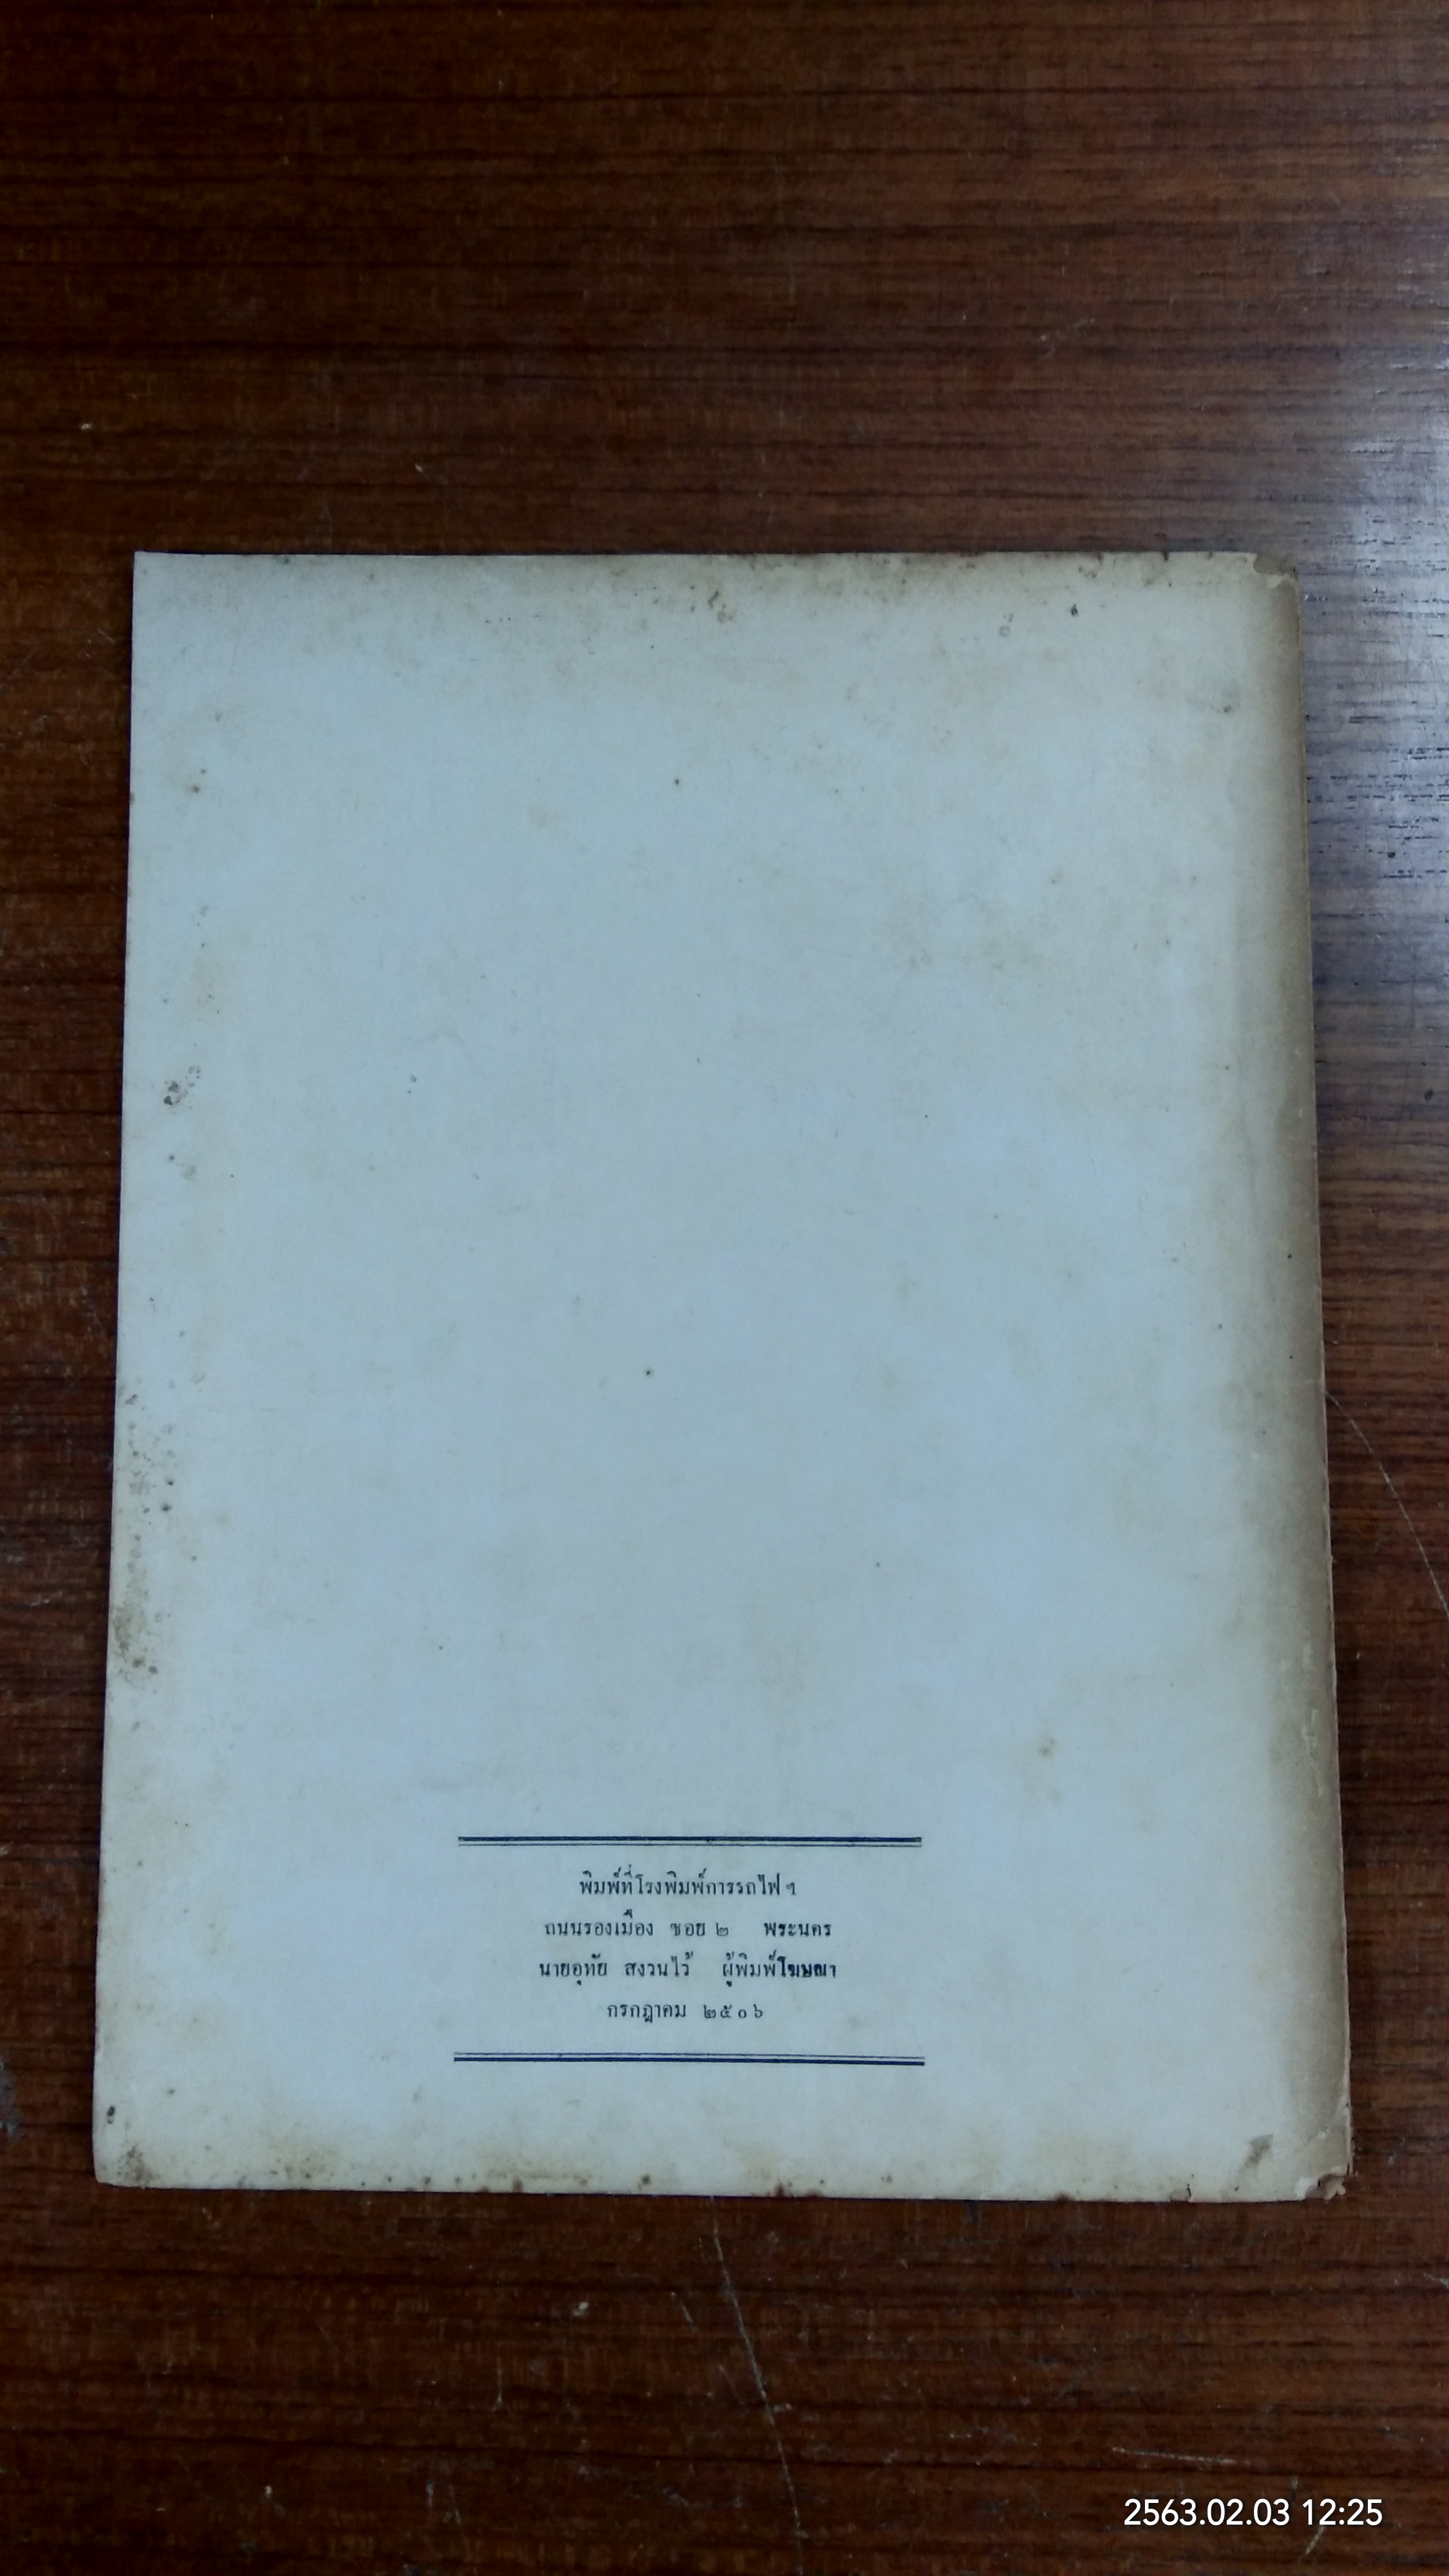 พิมพ์ที่โรงพิมพ์การรถไฟ ฯ
ถนนรองเมือง ซอย ๒ พระนคร
นายอุทัย สงวนไว้ ผู้พิมพ์โฆษณา
กรกฎาคม ๒๕๐๖
2563.02.03 12:25